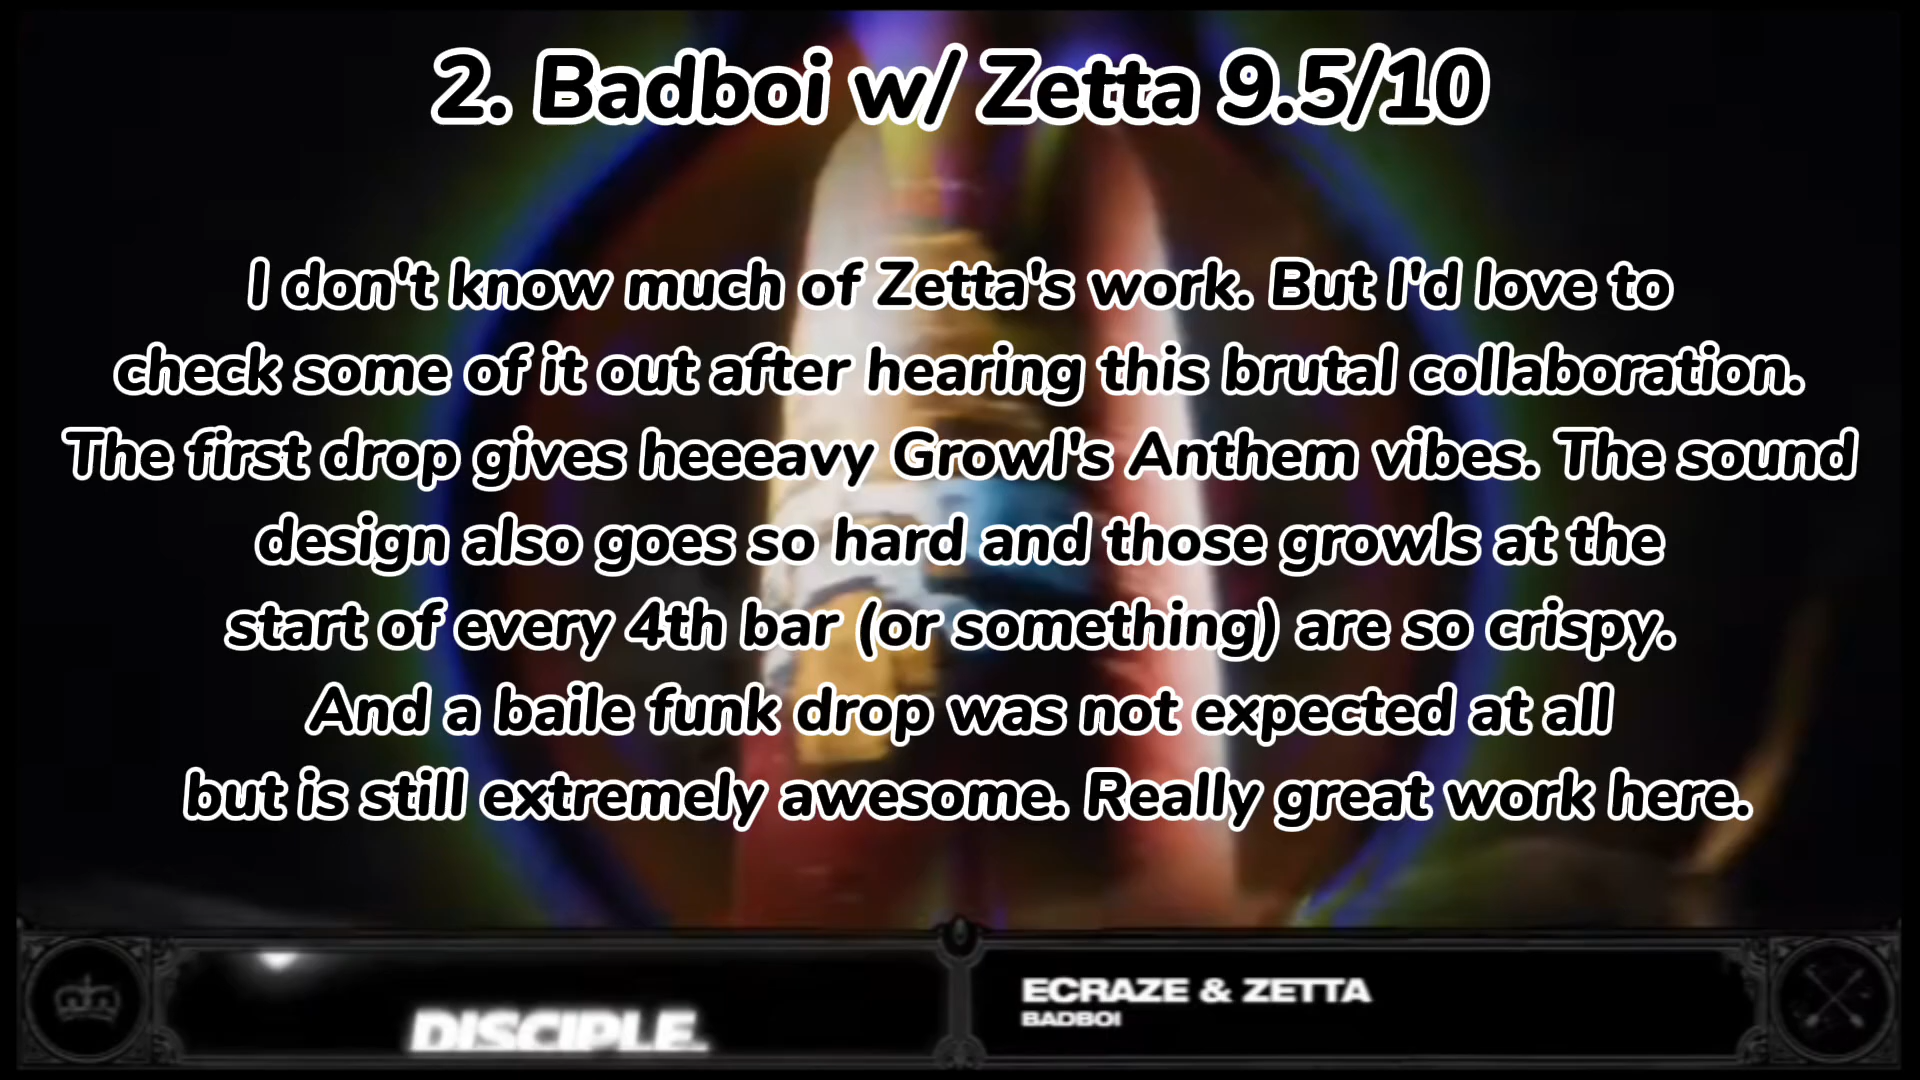 2. Badboi w/ Zetta 9.5/10
I don't know much of Zetta's work. But I'd love to
check some of it out after hearing this brutal collaboration.
The first drop gives heeeavy Growl's Anthem vibes. The sound
design also goes so hard and those growls at the
start of every 4th bar (or something) are so crispy.
And a baile funk drop was not expected at all
but is still extremely awesome. Really great work here.
DISCIPLE.
ECRAZE & ZETTA
BADBOI